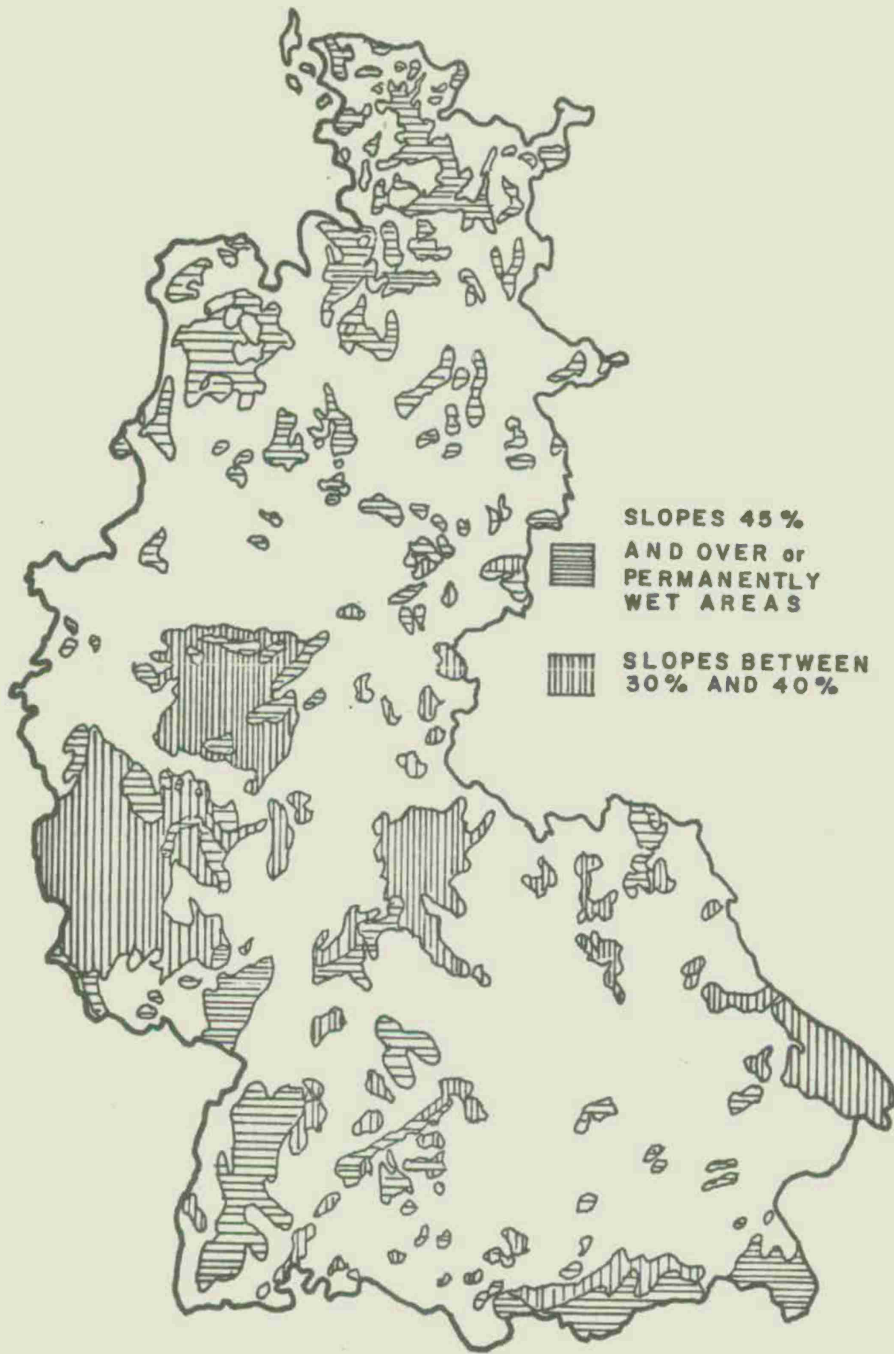 SLOPES 45%
AND OVER or
PERMANENTLY
WET AREAS
SLOPES BETWEEN
30% AND 40%